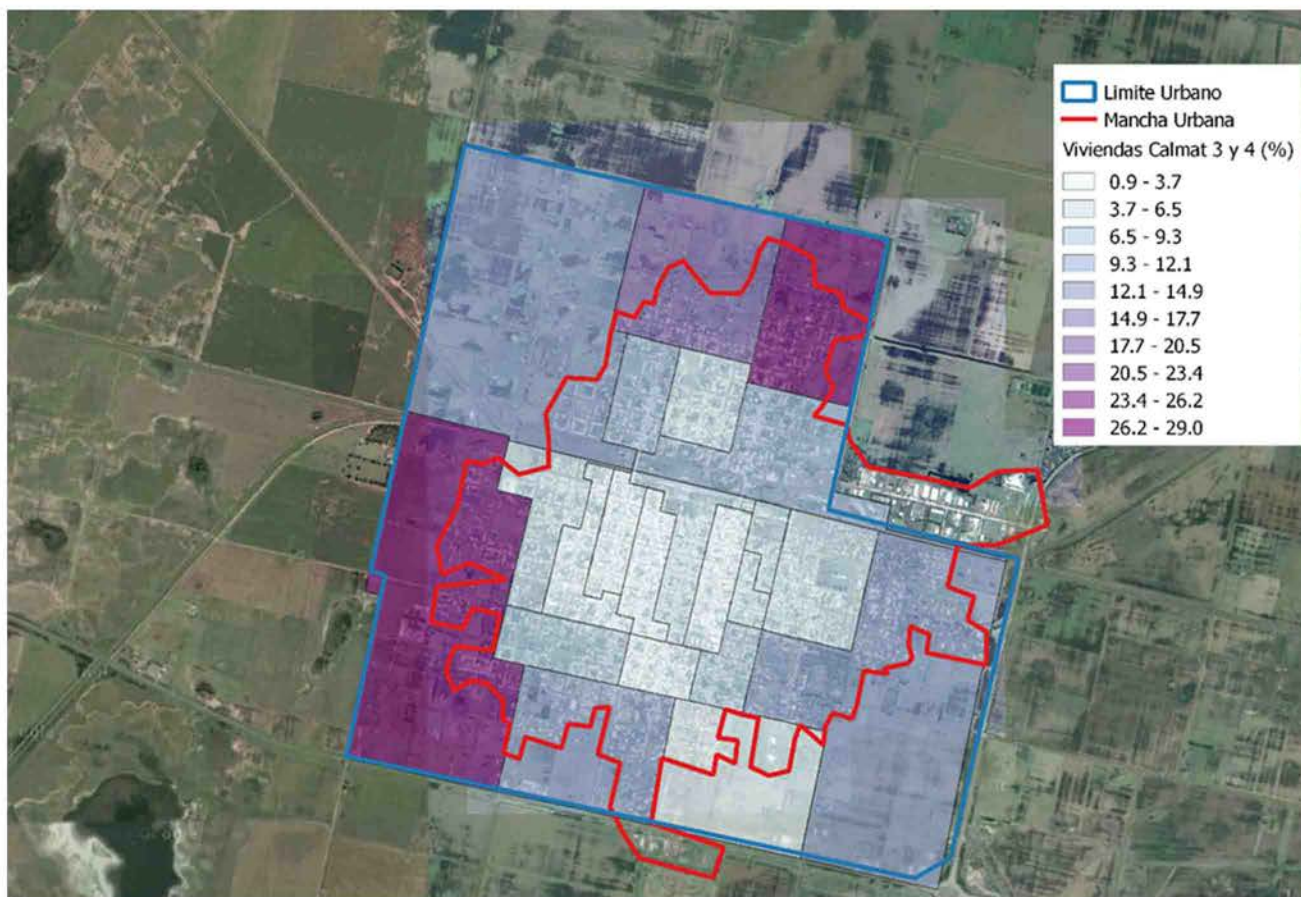 Limite Urbano
Mancha Urbana
Viviendas Calmat 3 y 4 (%)
0.9 - 3.7
3.7 - 6.5
6.5 - 9.3
9.3 - 12.1
12.1 - 14.9
14.9 - 17.7
17.7 - 20.5
20.5 - 23.4
23.4 - 26.2
26.2 - 29.0